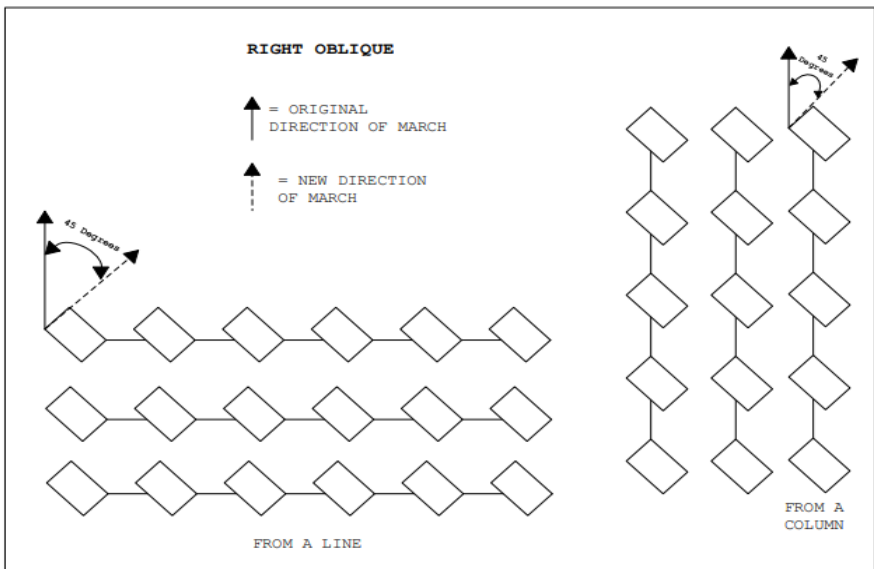 RIGHT OBLIQUE
= ORIGINAL
DIRECTION OF MARCH
= NEW DIRECTION
OF MARCH
45 Degrees
45
Degrees
FROM A LINE
FROM A
COLUMN